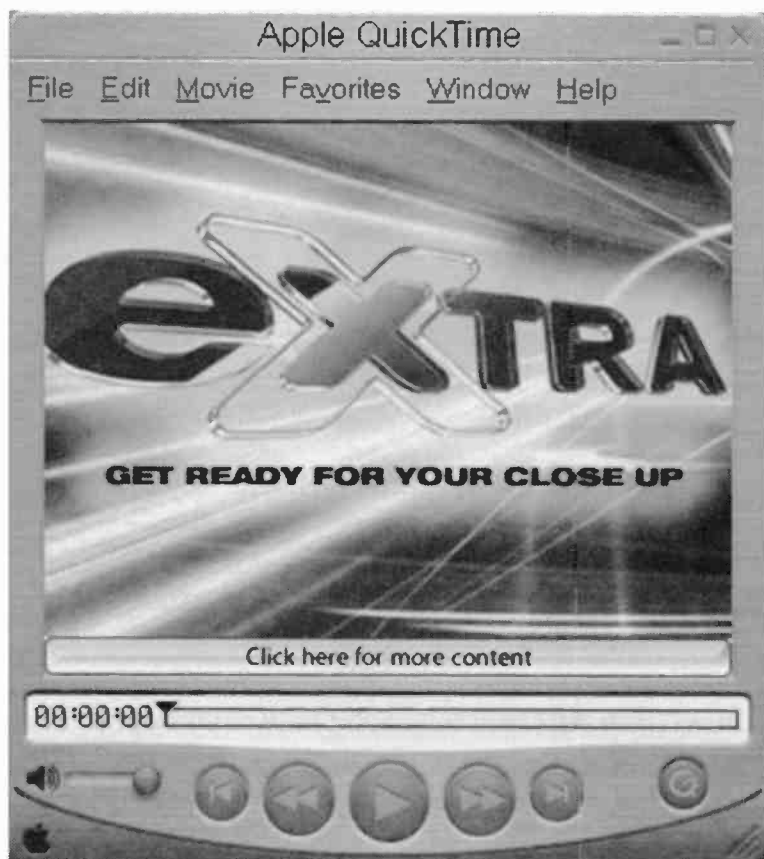 Apple QuickTime
File Edit Movie Favorites Window Help
eXTRA
GET READY FOR YOUR CLOSE UP
Click here for more content
00:00:00